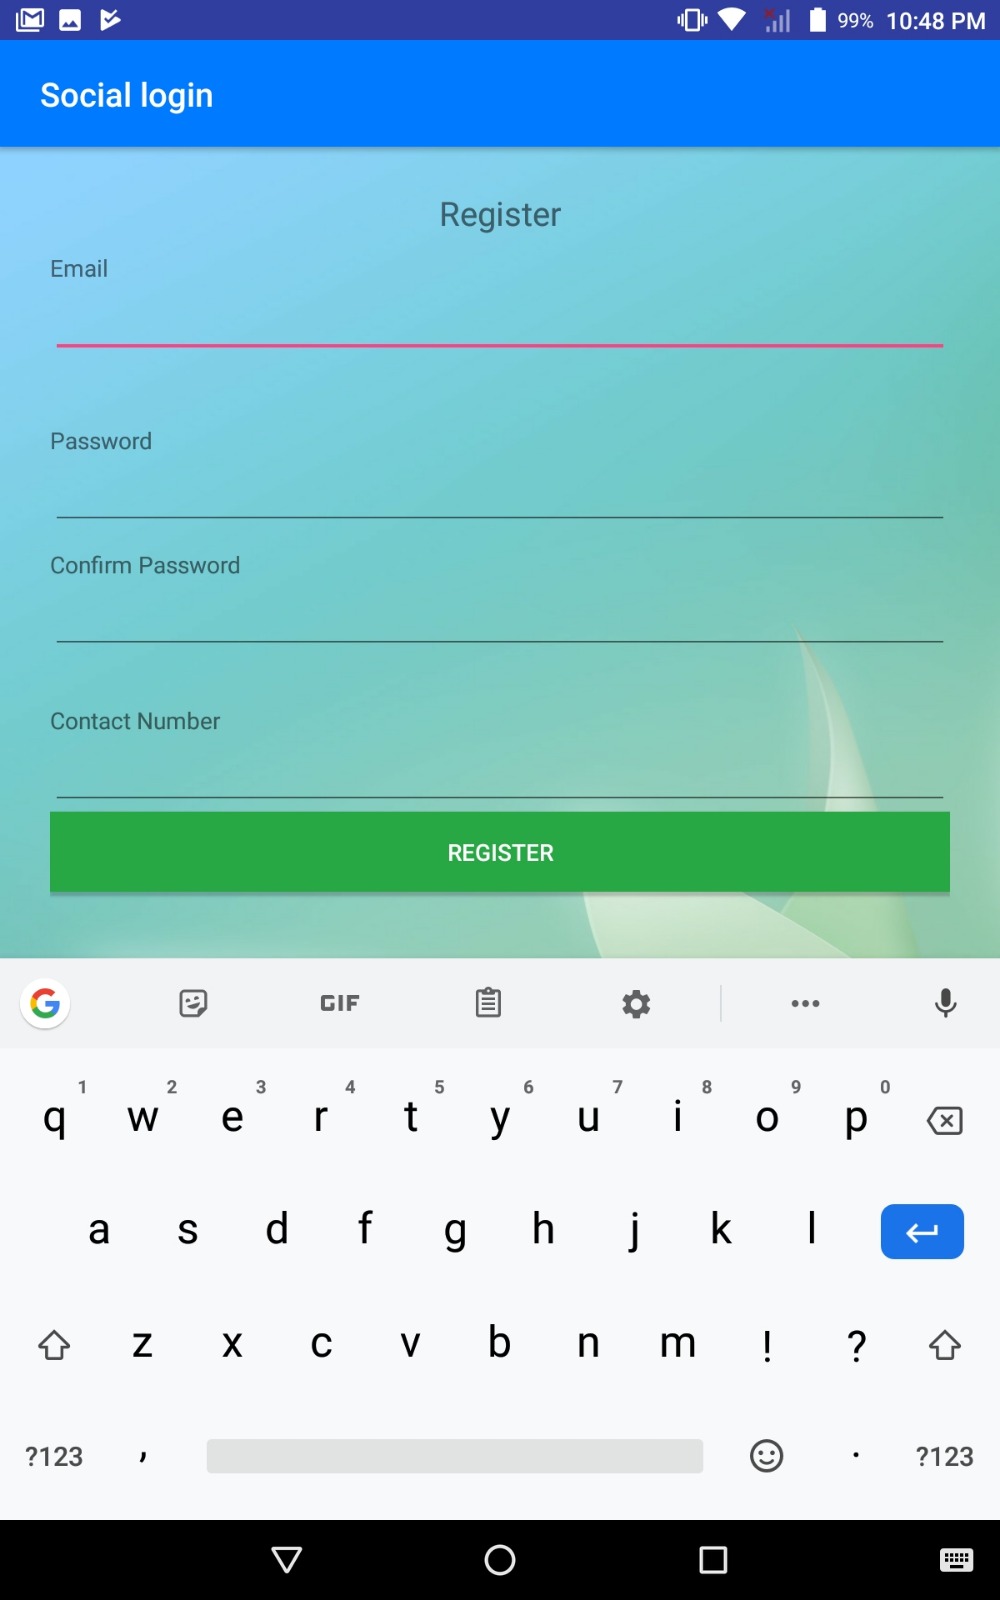 99% 10:48 PM
Social login
Register
Email
Password
Confirm Password
Contact Number
REGISTER
GIF
1 2 3 4 5 6 7 8 9 0
q w e r t y u i o p
a s d f g h j k l
z x c v b n m ! ?
?123 , . ?123